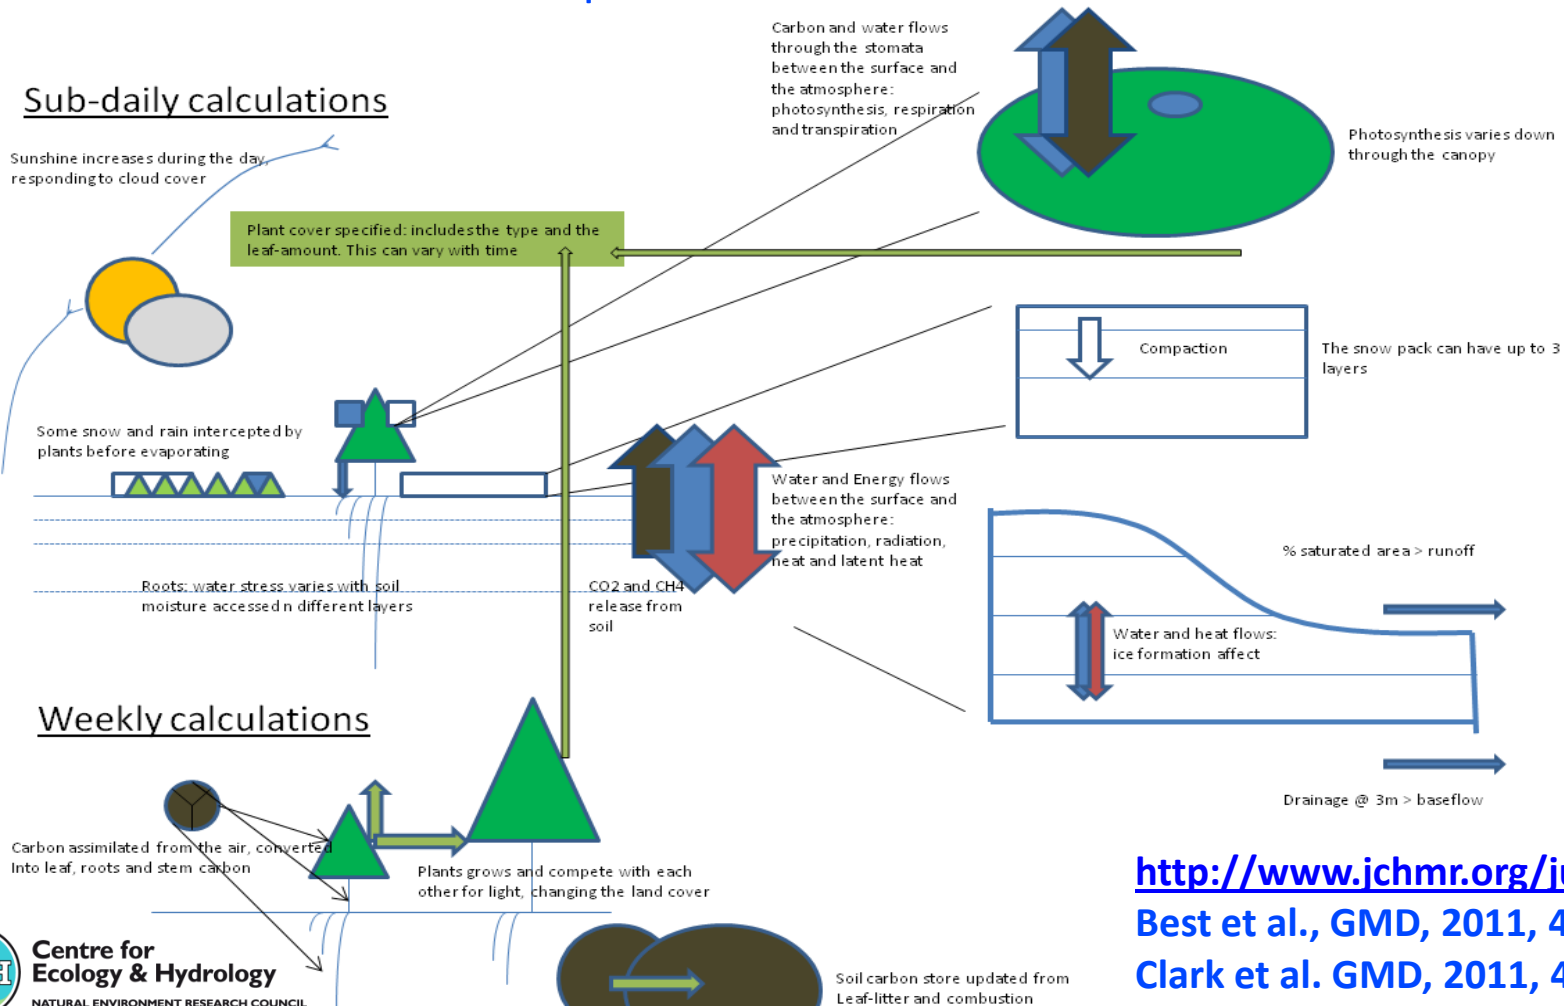 Carbon and water flows
through the stomata
between the surface and
the atmosphere:
photosynthesis, respiration
and transpiration
Sub-daily calculations
Sunshine increases during the day,
responding to cloud cover
Photosynthesis varies down
through the canopy
Plant cover specified: includes the type and the
leaf-amount. This can vary with time
Compaction
The snow pack can have up to 3
layers
Some snow and rain intercepted by
plants before evaporating
Water and Energy flows
between the surface and
the atmosphere:
precipitation, radiation,
heat and latent heat
% saturated area > runoff
Roots: water stress varies with soil
moisture accessed n different layers
CO2 and CH4
release from
soil
Water and heat flows:
ice formation affect
Weekly calculations
Drainage @ 3m > baseflow
Carbon assimilated from the air, converted
Into leaf, roots and stem carbon
Plants grows and compete with each
other for light, changing the land cover
http://www.jchmr.org/ju
Best et al., GMD, 2011, 4
Clark et al. GMD, 2011, 4
Centre for
Ecology & Hydrology
NATURAL ENVIRONMENT RESEARCH COUNCIL
Soil carbon store updated from
Leaf-litter and combustion